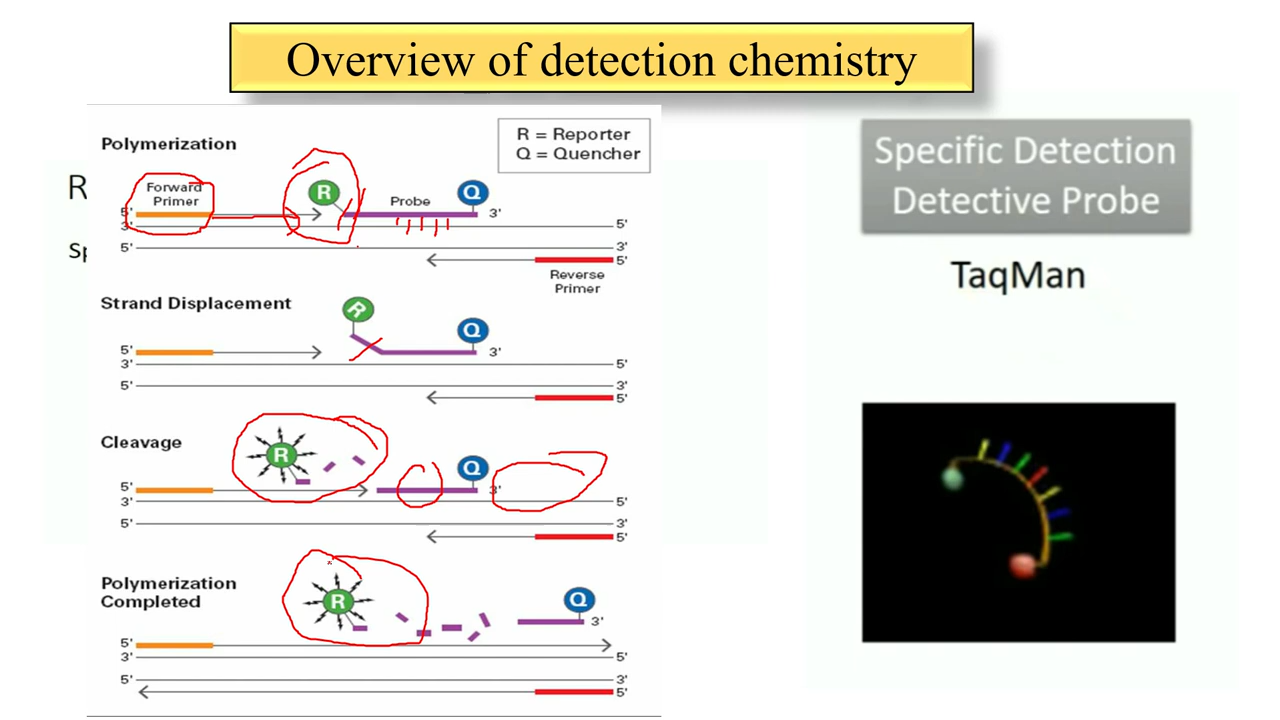 Overview of detection chemistry
Polymerization
R = Reporter
Q = Quencher
R
Forward
Primer
R
Probe
Q
5'
3'
3'
5'
5'
3'
5'
Reverse
Primer
Strand Displacement
R
Q
5'
3'
3'
5'
5'
3'
5'
Cleavage
R
Q
5'
3'
3'
5'
5'
3'
5'
Polymerization
Completed
R
Q
3'
5'
3'
5'
5'
3'
5'
Specific Detection
Detective Probe
TaqMan